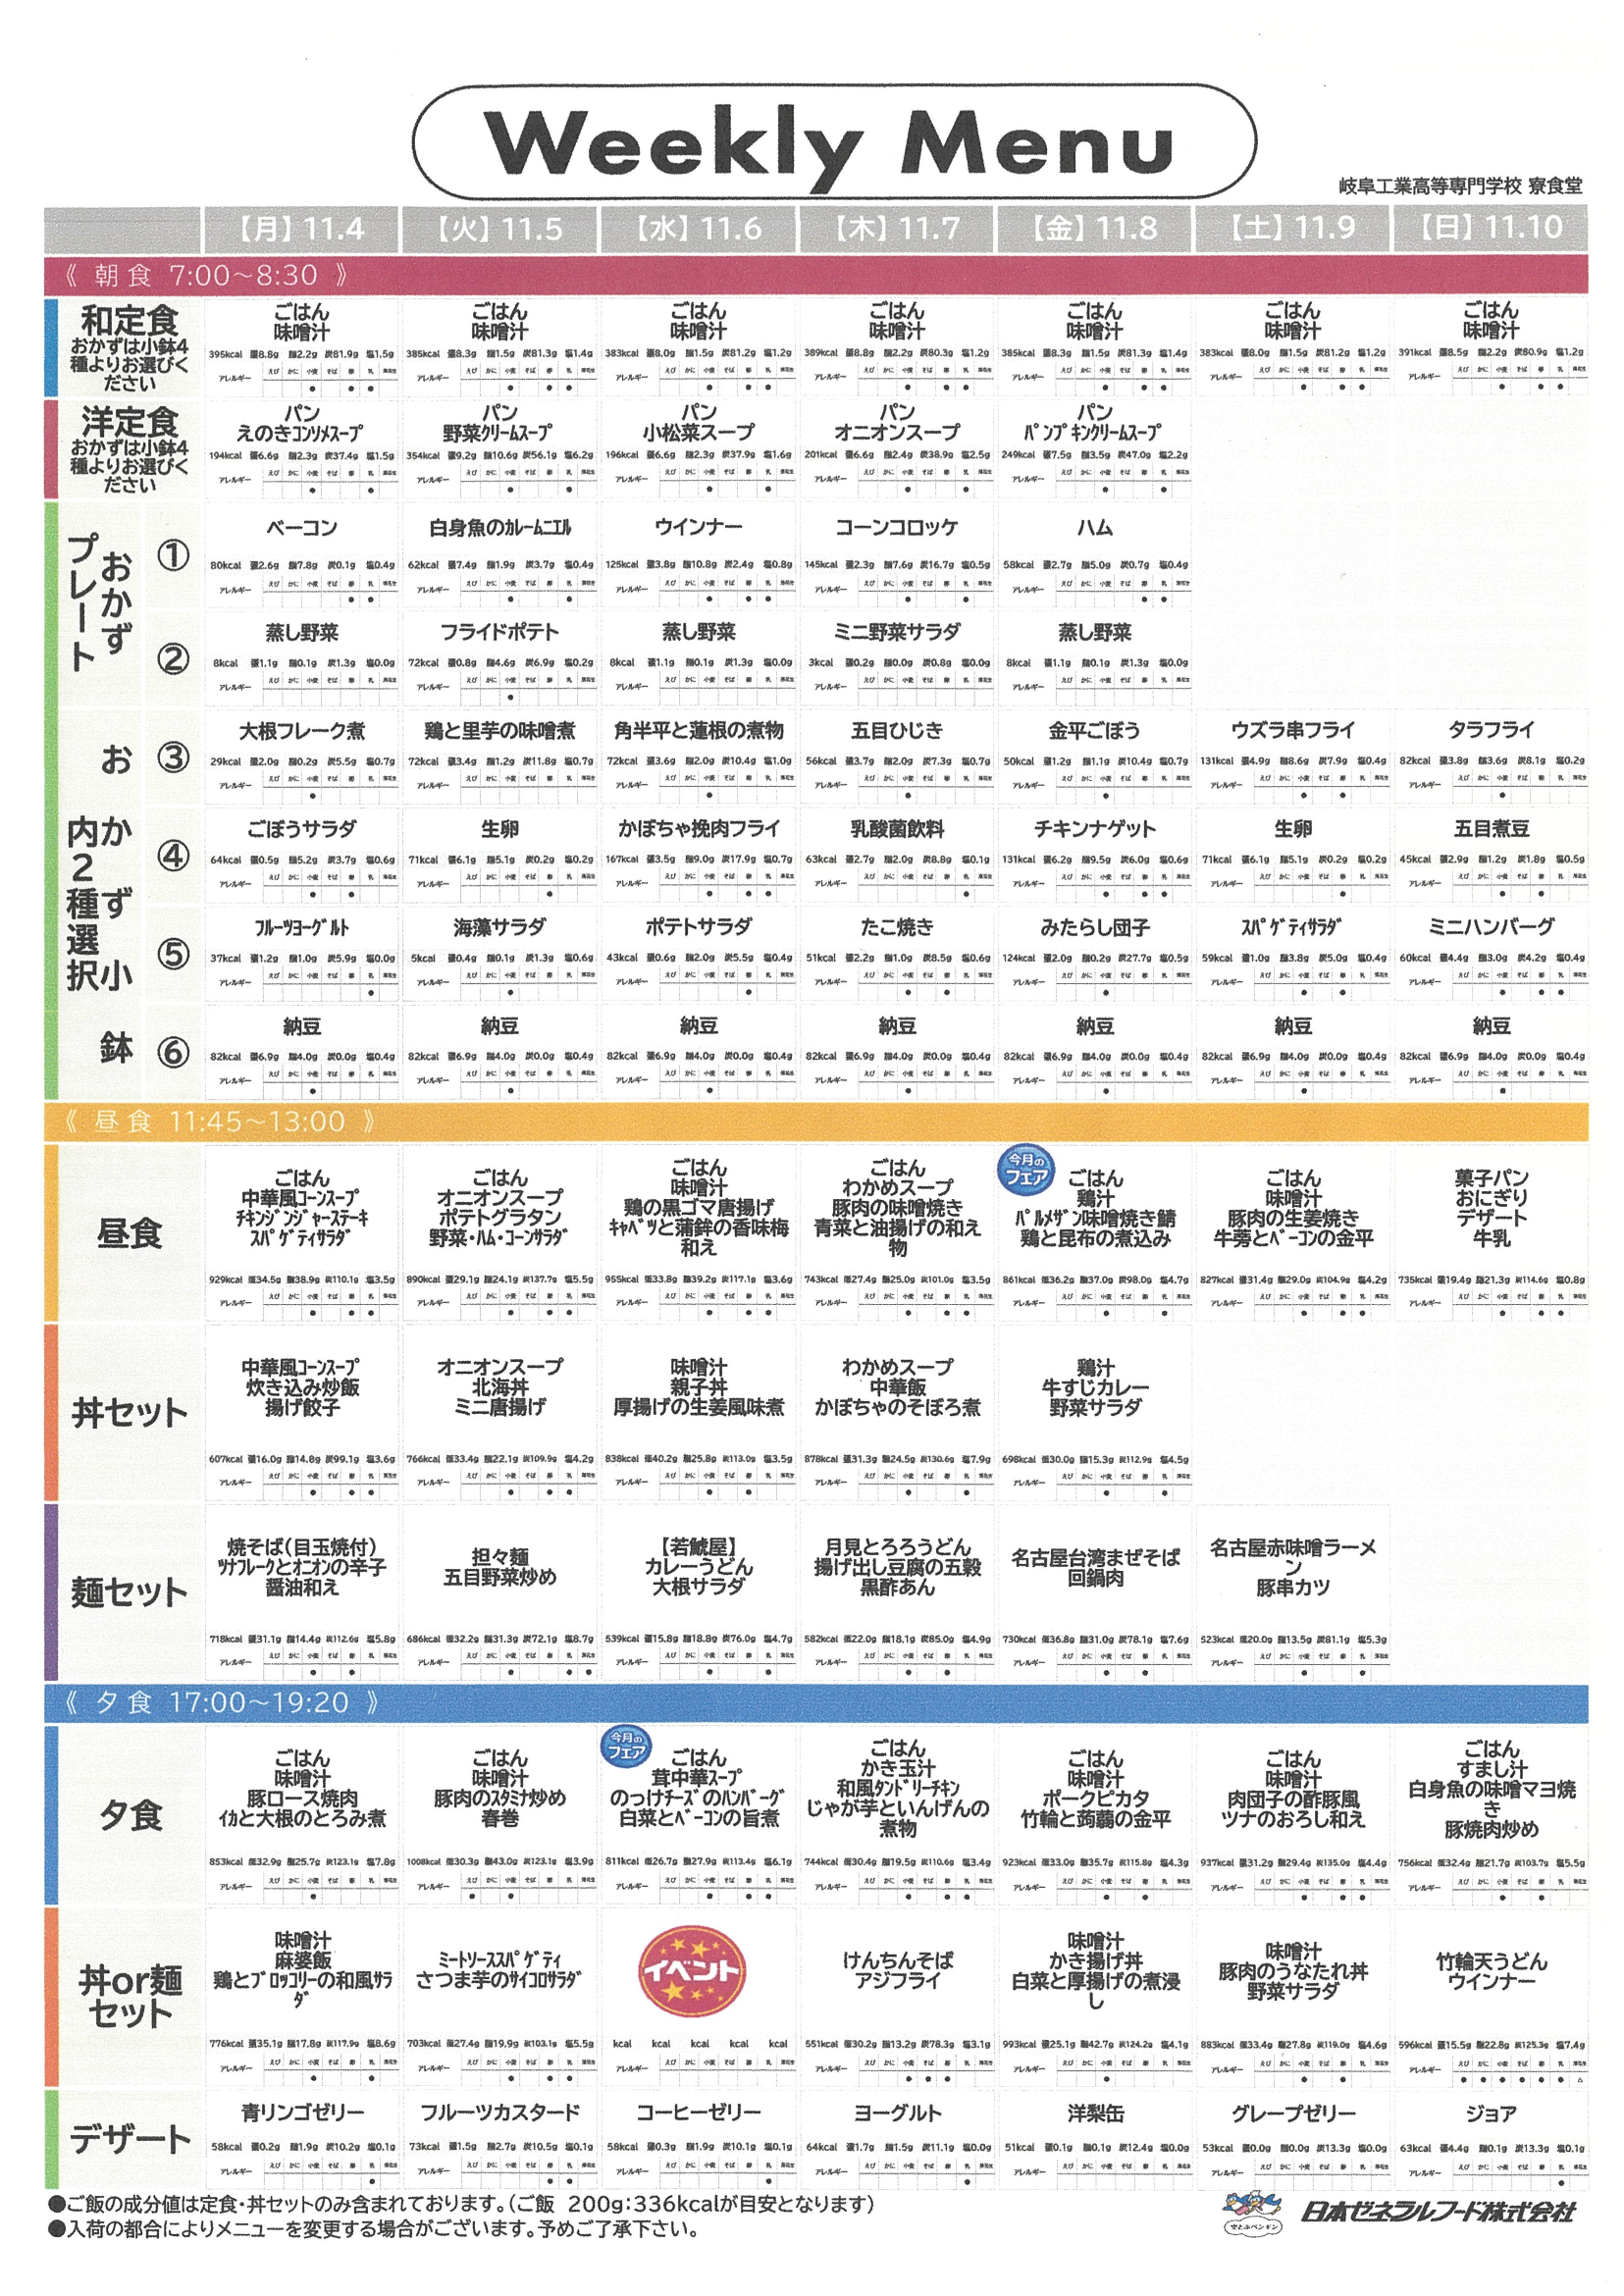 Weekly Menu
岐阜工業高等専門学校 寮食堂
【月】11.4 【火】11.5 【水】11.6 【木】11.7 【金】11.8 【土】11.9 【日】11.10
《 朝食 7:00～8:30 》
和定食
おかずは小鉢4
種よりお選びく
ださい
ごはん ごはん ごはん ごはん ごはん ごはん ごはん
味噌汁 味噌汁 味噌汁 味噌汁 味噌汁 味噌汁 味噌汁
395kcal 蛋8.8g 脂2.2g 炭81.9g 塩1.5g 385kcal 蛋8.3g 脂1.5g 炭81.3g 塩1.4g 383kcal 蛋8.0g 脂1.5g 炭81.2g 塩1.2g 389kcal 蛋8.8g 脂2.2g 炭80.3g 塩1.2g 385kcal 蛋8.3g 脂1.5g 炭81.3g 塩1.4g 383kcal 蛋8.0g 脂1.5g 炭81.2g 塩1.2g 391kcal 蛋8.5g 脂2.2g 炭80.9g 塩1.2g
洋定食
おかずは小鉢4
種よりお選びく
ださい
パン パン パン パン パン
えのきｺﾝｿﾒｽｰﾌﾟ 野菜ｸﾘｰﾑｽｰﾌﾟ 小松菜スープ オニオンスープ ﾊﾟﾝﾌﾟｷﾝクリームｽｰﾌﾟ
194kcal 蛋6.6g 脂2.3g 炭37.4g 塩1.5g 354kcal 蛋9.2g 脂10.6g 炭56.1g 塩6.2g 196kcal 蛋6.6g 脂2.3g 炭37.9g 塩1.6g 201kcal 蛋6.6g 脂2.4g 炭38.9g 塩2.5g 249kcal 蛋7.5g 脂3.5g 炭47.0g 塩2.2g
おかず
プレート
①
ベーコン 白身魚のｶﾚｰﾑﾆｴﾙ ウインナー コーンコロッケ ハム
80kcal 蛋2.6g 脂7.8g 炭0.1g 塩0.4g 62kcal 蛋7.4g 脂1.9g 炭3.7g 塩0.4g 125kcal 蛋3.8g 脂10.8g 炭2.4g 塩0.8g 145kcal 蛋2.3g 脂7.6g 炭16.7g 塩0.5g 58kcal 蛋2.7g 脂5.0g 炭0.7g 塩0.4g
②
蒸し野菜 フライドポテト 蒸し野菜 ミニ野菜サラダ 蒸し野菜
8kcal 蛋1.1g 脂0.1g 炭1.3g 塩0.0g 72kcal 蛋0.8g 脂4.6g 炭6.9g 塩0.2g 8kcal 蛋1.1g 脂0.1g 炭1.3g 塩0.0g 3kcal 蛋0.2g 脂0.0g 炭0.8g 塩0.0g 8kcal 蛋1.1g 脂0.1g 炭1.3g 塩0.0g
おかず小鉢
内2種選択
③
大根フレーク煮 鶏と里芋の味噌煮 角半平と蓮根の煮物 五目ひじき 金平ごぼう ウズラ串フライ タラフライ
29kcal 蛋2.0g 脂0.2g 炭5.5g 塩0.7g 72kcal 蛋3.4g 脂1.2g 炭11.8g 塩0.7g 72kcal 蛋3.6g 脂2.0g 炭10.4g 塩1.0g 56kcal 蛋3.7g 脂2.0g 炭7.3g 塩0.7g 50kcal 蛋1.2g 脂1.1g 炭10.4g 塩0.7g 131kcal 蛋4.9g 脂8.6g 炭7.9g 塩0.4g 82kcal 蛋3.8g 脂3.6g 炭8.1g 塩0.2g
④
ごぼうサラダ 生卵 かぼちゃ挽肉フライ 乳酸菌飲料 チキンナゲット 生卵 五目煮豆
64kcal 蛋0.5g 脂5.2g 炭3.7g 塩0.6g 71kcal 蛋6.1g 脂5.1g 炭0.2g 塩0.2g 167kcal 蛋3.5g 脂9.0g 炭17.9g 塩0.7g 63kcal 蛋2.7g 脂2.0g 炭8.8g 塩0.1g 131kcal 蛋6.2g 脂9.5g 炭6.0g 塩0.6g 71kcal 蛋6.1g 脂5.1g 炭0.2g 塩0.2g 45kcal 蛋2.9g 脂1.2g 炭1.8g 塩0.5g
⑤
ﾌﾙｰﾂﾖｰｸﾞﾙﾄ 海藻サラダ ポテトサラダ たこ焼き みたらし団子 ｽﾊﾟｹﾞﾃｨｻﾗﾀﾞ ミニハンバーグ
37kcal 蛋1.2g 脂1.0g 炭5.9g 塩0.0g 5kcal 蛋0.4g 脂0.1g 炭1.3g 塩0.6g 43kcal 蛋0.6g 脂2.0g 炭5.5g 塩0.4g 51kcal 蛋2.2g 脂1.0g 炭8.5g 塩0.6g 124kcal 蛋2.0g 脂0.2g 炭27.7g 塩0.5g 59kcal 蛋1.0g 脂3.8g 炭5.0g 塩0.4g 60kcal 蛋4.4g 脂3.0g 炭4.2g 塩0.4g
⑥
納豆 納豆 納豆 納豆 納豆 納豆 納豆
82kcal 蛋6.9g 脂4.0g 炭0.0g 塩0.4g 82kcal 蛋6.9g 脂4.0g 炭0.0g 塩0.4g 82kcal 蛋6.9g 脂4.0g 炭0.0g 塩0.4g 82kcal 蛋6.9g 脂4.0g 炭0.0g 塩0.4g 82kcal 蛋6.9g 脂4.0g 炭0.0g 塩0.4g 82kcal 蛋6.9g 脂4.0g 炭0.0g 塩0.4g 82kcal 蛋6.9g 脂4.0g 炭0.0g 塩0.4g
《 昼食 11:45～13:00 》
昼食
ごはん
中華風ｺｰﾝｽｰﾌﾟ
ﾁｷﾝｼﾞﾝｼﾞｬｰｽﾃｰｷ
ｽﾊﾟｹﾞﾃｨｻﾗﾀﾞ
ごはん
オニオンスープ
ポテトグラタン
野菜・ﾊﾑ・ｺｰﾝｻﾗﾀﾞ
ごはん
味噌汁
鶏の黒ゴマ唐揚げ
ｷｬﾍﾞﾂと蒲鉾の香味梅
和え
ごはん
わかめスープ
豚肉の味噌焼き
青菜と油揚げの和え
物
今月の
フェア
ごはん
鶏汁
ﾊﾟﾙﾒｻﾞﾝ味噌焼き鯖
鶏と昆布の煮込み
ごはん
味噌汁
豚肉の生姜焼き
牛蒡とﾍﾞｰｺﾝの金平
菓子パン
おにぎり
デザート
牛乳
929kcal 蛋34.5g 脂38.9g 炭110.1g 塩3.5g 890kcal 蛋29.1g 脂24.1g 炭137.7g 塩5.5g 955kcal 蛋33.8g 脂39.2g 炭117.1g 塩3.6g 743kcal 蛋27.4g 脂25.0g 炭101.0g 塩3.5g 861kcal 蛋36.2g 脂37.0g 炭98.0g 塩4.7g 827kcal 蛋31.4g 脂29.0g 炭104.9g 塩4.2g 735kcal 蛋19.4g 脂21.3g 炭114.6g 塩0.8g
丼セット
中華風ｺｰﾝｽｰﾌﾟ
炊き込み炒飯
揚げ餃子
オニオンスープ
北海丼
ミニ唐揚げ
味噌汁
親子丼
厚揚げの生姜風味煮
わかめスープ
中華飯
かぼちゃのそぼろ煮
鶏汁
牛すじカレー
野菜サラダ
607kcal 蛋16.0g 脂14.8g 炭99.1g 塩3.6g 766kcal 蛋33.4g 脂22.1g 炭109.9g 塩4.2g 838kcal 蛋40.2g 脂25.8g 炭113.0g 塩3.5g 878kcal 蛋31.3g 脂24.5g 炭130.6g 塩7.9g 698kcal 蛋30.0g 脂15.3g 炭112.9g 塩4.5g
麺セット
焼そば(目玉焼付)
ﾂﾅﾌﾚｰｸとｵﾆｵﾝの辛子
醤油和え
担々麺
五目野菜炒め
【若鯱屋】
カレーうどん
大根サラダ
月見とろろうどん
揚げ出し豆腐の五穀
黒酢あん
名古屋台湾まぜそば
回鍋肉
名古屋赤味噌ラーメ
ン
豚串カツ
718kcal 蛋31.1g 脂14.4g 炭112.6g 塩5.8g 686kcal 蛋32.2g 脂31.3g 炭72.1g 塩8.7g 539kcal 蛋15.8g 脂18.8g 炭76.0g 塩4.7g 582kcal 蛋22.0g 脂18.1g 炭85.0g 塩4.9g 730kcal 蛋36.8g 脂31.0g 炭78.1g 塩7.6g 523kcal 蛋20.0g 脂13.5g 炭81.1g 塩5.3g
《 夕食 17:00～19:20 》
夕食
ごはん
味噌汁
豚ロース焼肉
ｲｶと大根のとろみ煮
ごはん
味噌汁
豚肉のｽﾀﾐﾅ炒め
春巻
今月の
フェア
ごはん
茸中華ｽｰﾌﾟ
のっけﾁｰｽﾞのﾊﾝﾊﾞｰｸﾞ
白菜とﾍﾞｰｺﾝの旨煮
ごはん
かき玉汁
和風ﾀﾝﾄﾞﾘｰﾁｷﾝ
じゃが芋といんげんの
煮物
ごはん
味噌汁
ポークピカタ
竹輪と蒟蒻の金平
ごはん
味噌汁
肉団子の酢豚風
ツナのおろし和え
ごはん
すまし汁
白身魚の味噌マヨ焼
き
豚焼肉炒め
853kcal 蛋32.9g 脂25.7g 炭123.1g 塩7.8g 1008kcal 蛋30.3g 脂43.0g 炭123.1g 塩3.9g 811kcal 蛋26.7g 脂27.9g 炭113.4g 塩6.1g 744kcal 蛋30.4g 脂19.5g 炭110.6g 塩3.4g 923kcal 蛋33.0g 脂35.7g 炭115.8g 塩4.3g 937kcal 蛋31.2g 脂29.4g 炭135.0g 塩4.4g 756kcal 蛋32.4g 脂21.7g 炭103.7g 塩5.5g
丼or麺
セット
味噌汁
麻婆飯
鶏とﾌﾞﾛｯｺﾘｰの和風ｻﾗ
ﾀﾞ
ﾐｰﾄｿｰｽｽﾊﾟｹﾞﾃｨ
さつま芋のｻｲｺﾛｻﾗﾀﾞ
イベント
けんちんそば
アジフライ
味噌汁
かき揚げ丼
白菜と厚揚げの煮浸
し
味噌汁
豚肉のうなたれ丼
野菜サラダ
竹輪天うどん
ウインナー
776kcal 蛋35.1g 脂17.8g 炭117.9g 塩8.6g 703kcal 蛋27.4g 脂19.9g 炭103.1g 塩5.5g kcal kcal kcal kcal kcal 551kcal 蛋30.2g 脂13.2g 炭78.3g 塩3.1g 993kcal 蛋25.1g 脂42.7g 炭124.2g 塩4.1g 883kcal 蛋33.4g 脂27.8g 炭119.0g 塩4.6g 596kcal 蛋15.5g 脂22.8g 炭125.3g 塩7.4g
デザート
青リンゴゼリー フルーツカスタード コーヒーゼリー ヨーグルト 洋梨缶 グレープゼリー ジョア
58kcal 蛋0.2g 脂1.9g 炭10.2g 塩0.1g 73kcal 蛋1.5g 脂2.7g 炭10.5g 塩0.1g 58kcal 蛋0.3g 脂1.9g 炭10.1g 塩0.1g 64kcal 蛋1.7g 脂1.5g 炭11.1g 塩0.0g 51kcal 蛋0.1g 脂0.1g 炭12.4g 塩0.0g 53kcal 蛋0.0g 脂0.0g 炭13.3g 塩0.0g 63kcal 蛋4.4g 脂0.1g 炭13.3g 塩0.1g
●ご飯の成分値は定食・丼セットのみ含まれております。(ご飯 200g:336kcalが目安となります)
●入荷の都合によりメニューを変更する場合がございます。予めご了承下さい。
空とぶペンギン
日本ゼネラルフード株式会社